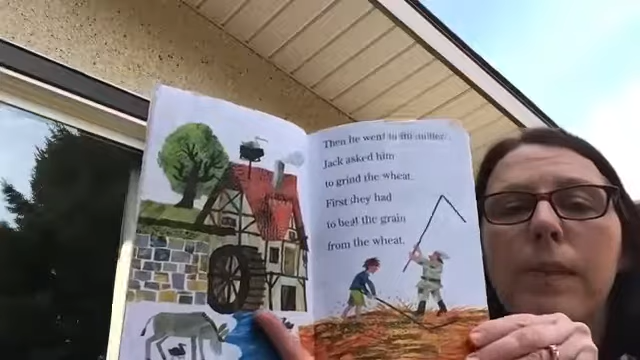 Then he went to the miller.
Jack asked him
to grind the wheat.
First they had
to beat the grain
from the wheat.